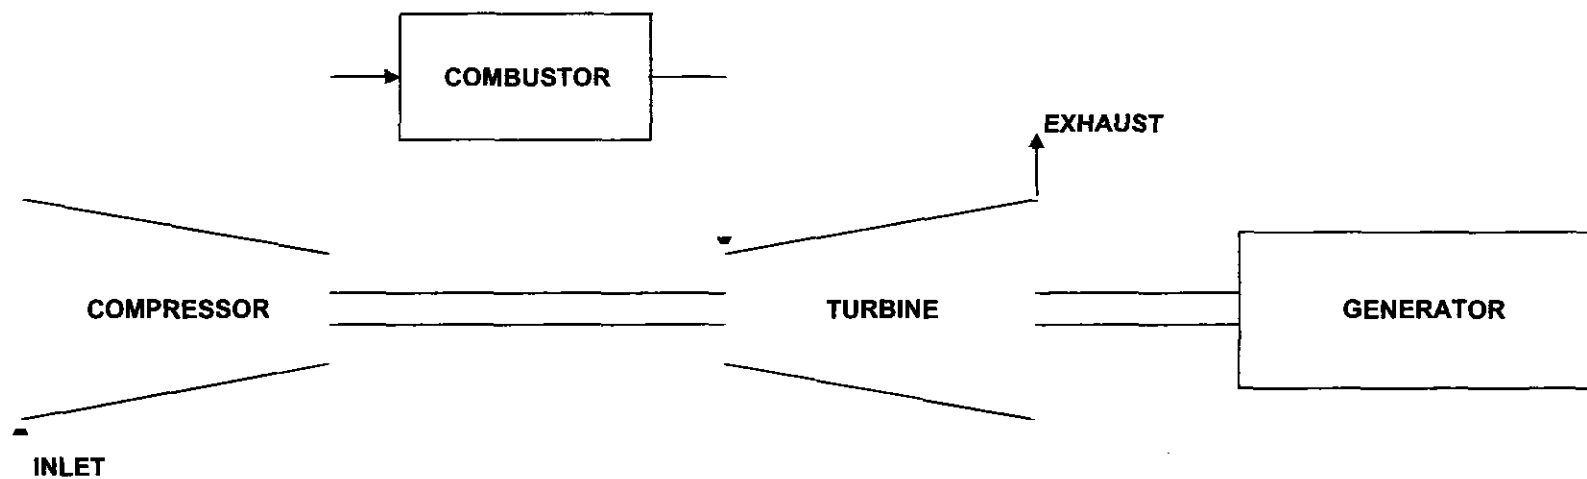 COMBUSTOR
EXHAUST
COMPRESSOR
TURBINE
GENERATOR
INLET